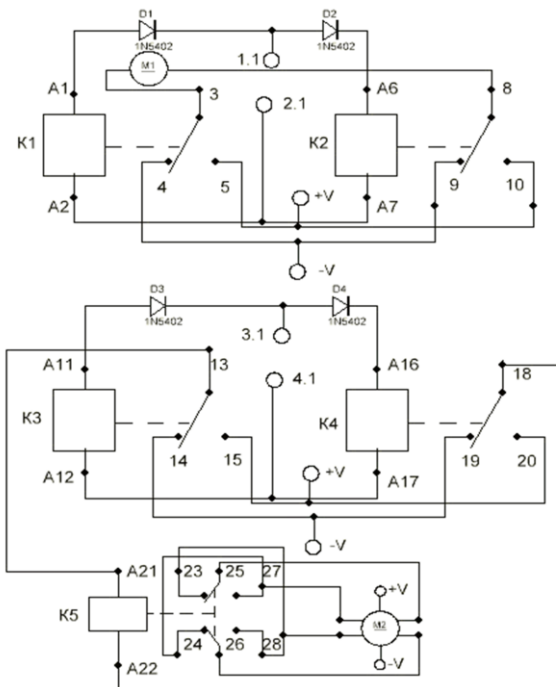 D1 D2
1N5402 1N5402
1.1
M1
A1 3 A6 8
2.1
K1 K2
4 5 9 10
A2 +V A7
-V
D3 D4
1N5402 1N5402
3.1
13 18
A11 A16
4.1
K3 K4
14 15 19 20
A12 +V A17
-V
A21 23 25 27
+V
K5 M2
24 26 28
A22 -V